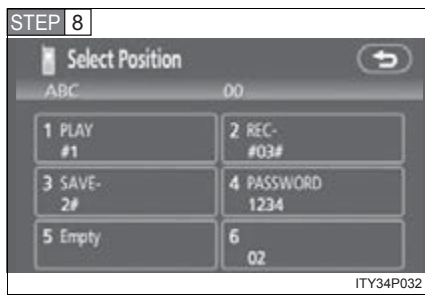 STEP 8
Select Position
ABC 00
1 PLAY
#1
2 REC-
#03#
3 SAVE-
2#
4 PASSWORD
1234
5 Empty
6
02
ITY34P032